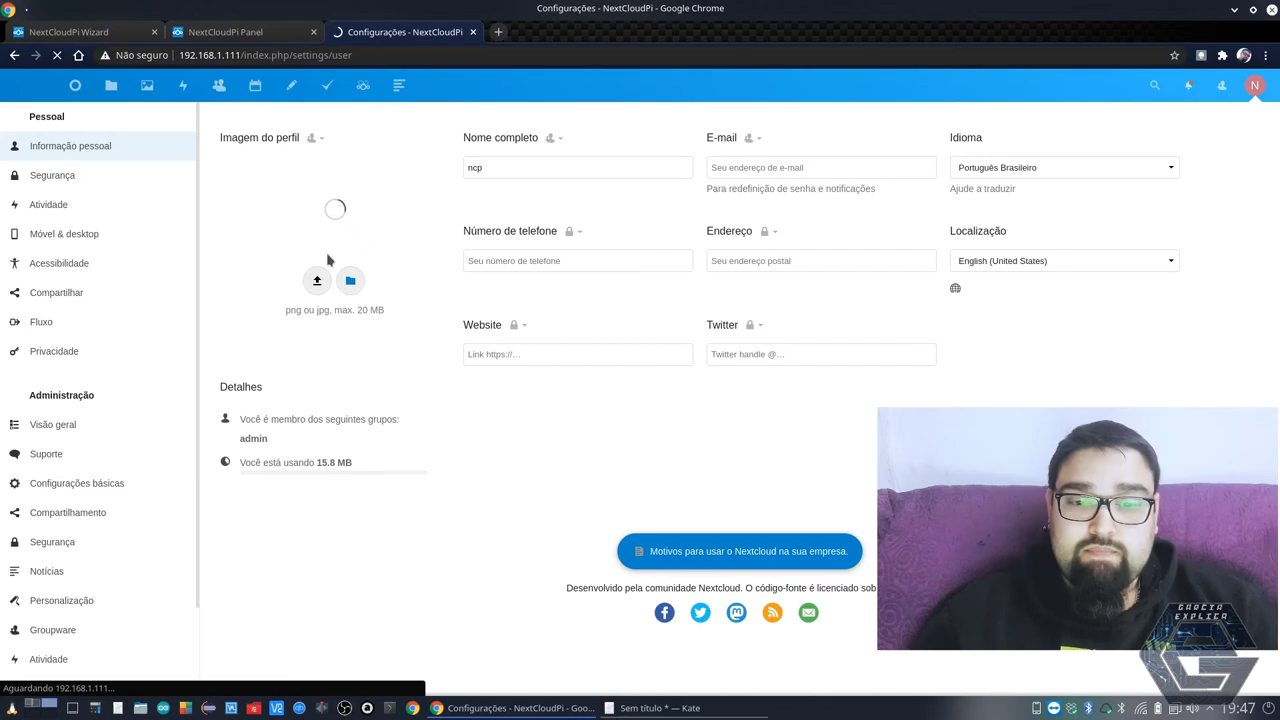 Configurações - NextCloudPi - Google Chrome
NextCloudPi Wizard
NextCloudPi Panel
Configurações - NextCloudPi
Não seguro
192.168.1.111/index.php/settings/user
N
Pessoal
Informação pessoal
Segurança
Atividade
Móvel & desktop
Acessibilidade
Compartilhar
Fluxo
Privacidade
Administração
Visão geral
Suporte
Configurações básicas
Compartilhamento
Segurança
Notícias
Personalização
Groupware
Atividade
Imagem do perfil
png ou jpg, max. 20 MB
Nome completo
ncp
E-mail
Seu endereço de e-mail
Para redefinição de senha e notificações
Idioma
Português Brasileiro
Ajude a traduzir
Número de telefone
Seu número de telefone
Endereço
Seu endereço postal
Localização
English (United States)
Website
Link https://…
Twitter
Twitter handle @…
Detalhes
Você é membro dos seguintes grupos:
admin
Você está usando 15.8 MB
Motivos para usar o Nextcloud na sua empresa.
Desenvolvido pela comunidade Nextcloud. O código-fonte é licenciado sob
GARCIA
EXPLICA
Aguardando 192.168.1.111...
Configurações - NextCloudPi - Goo...
Sem título * — Kate
19:47